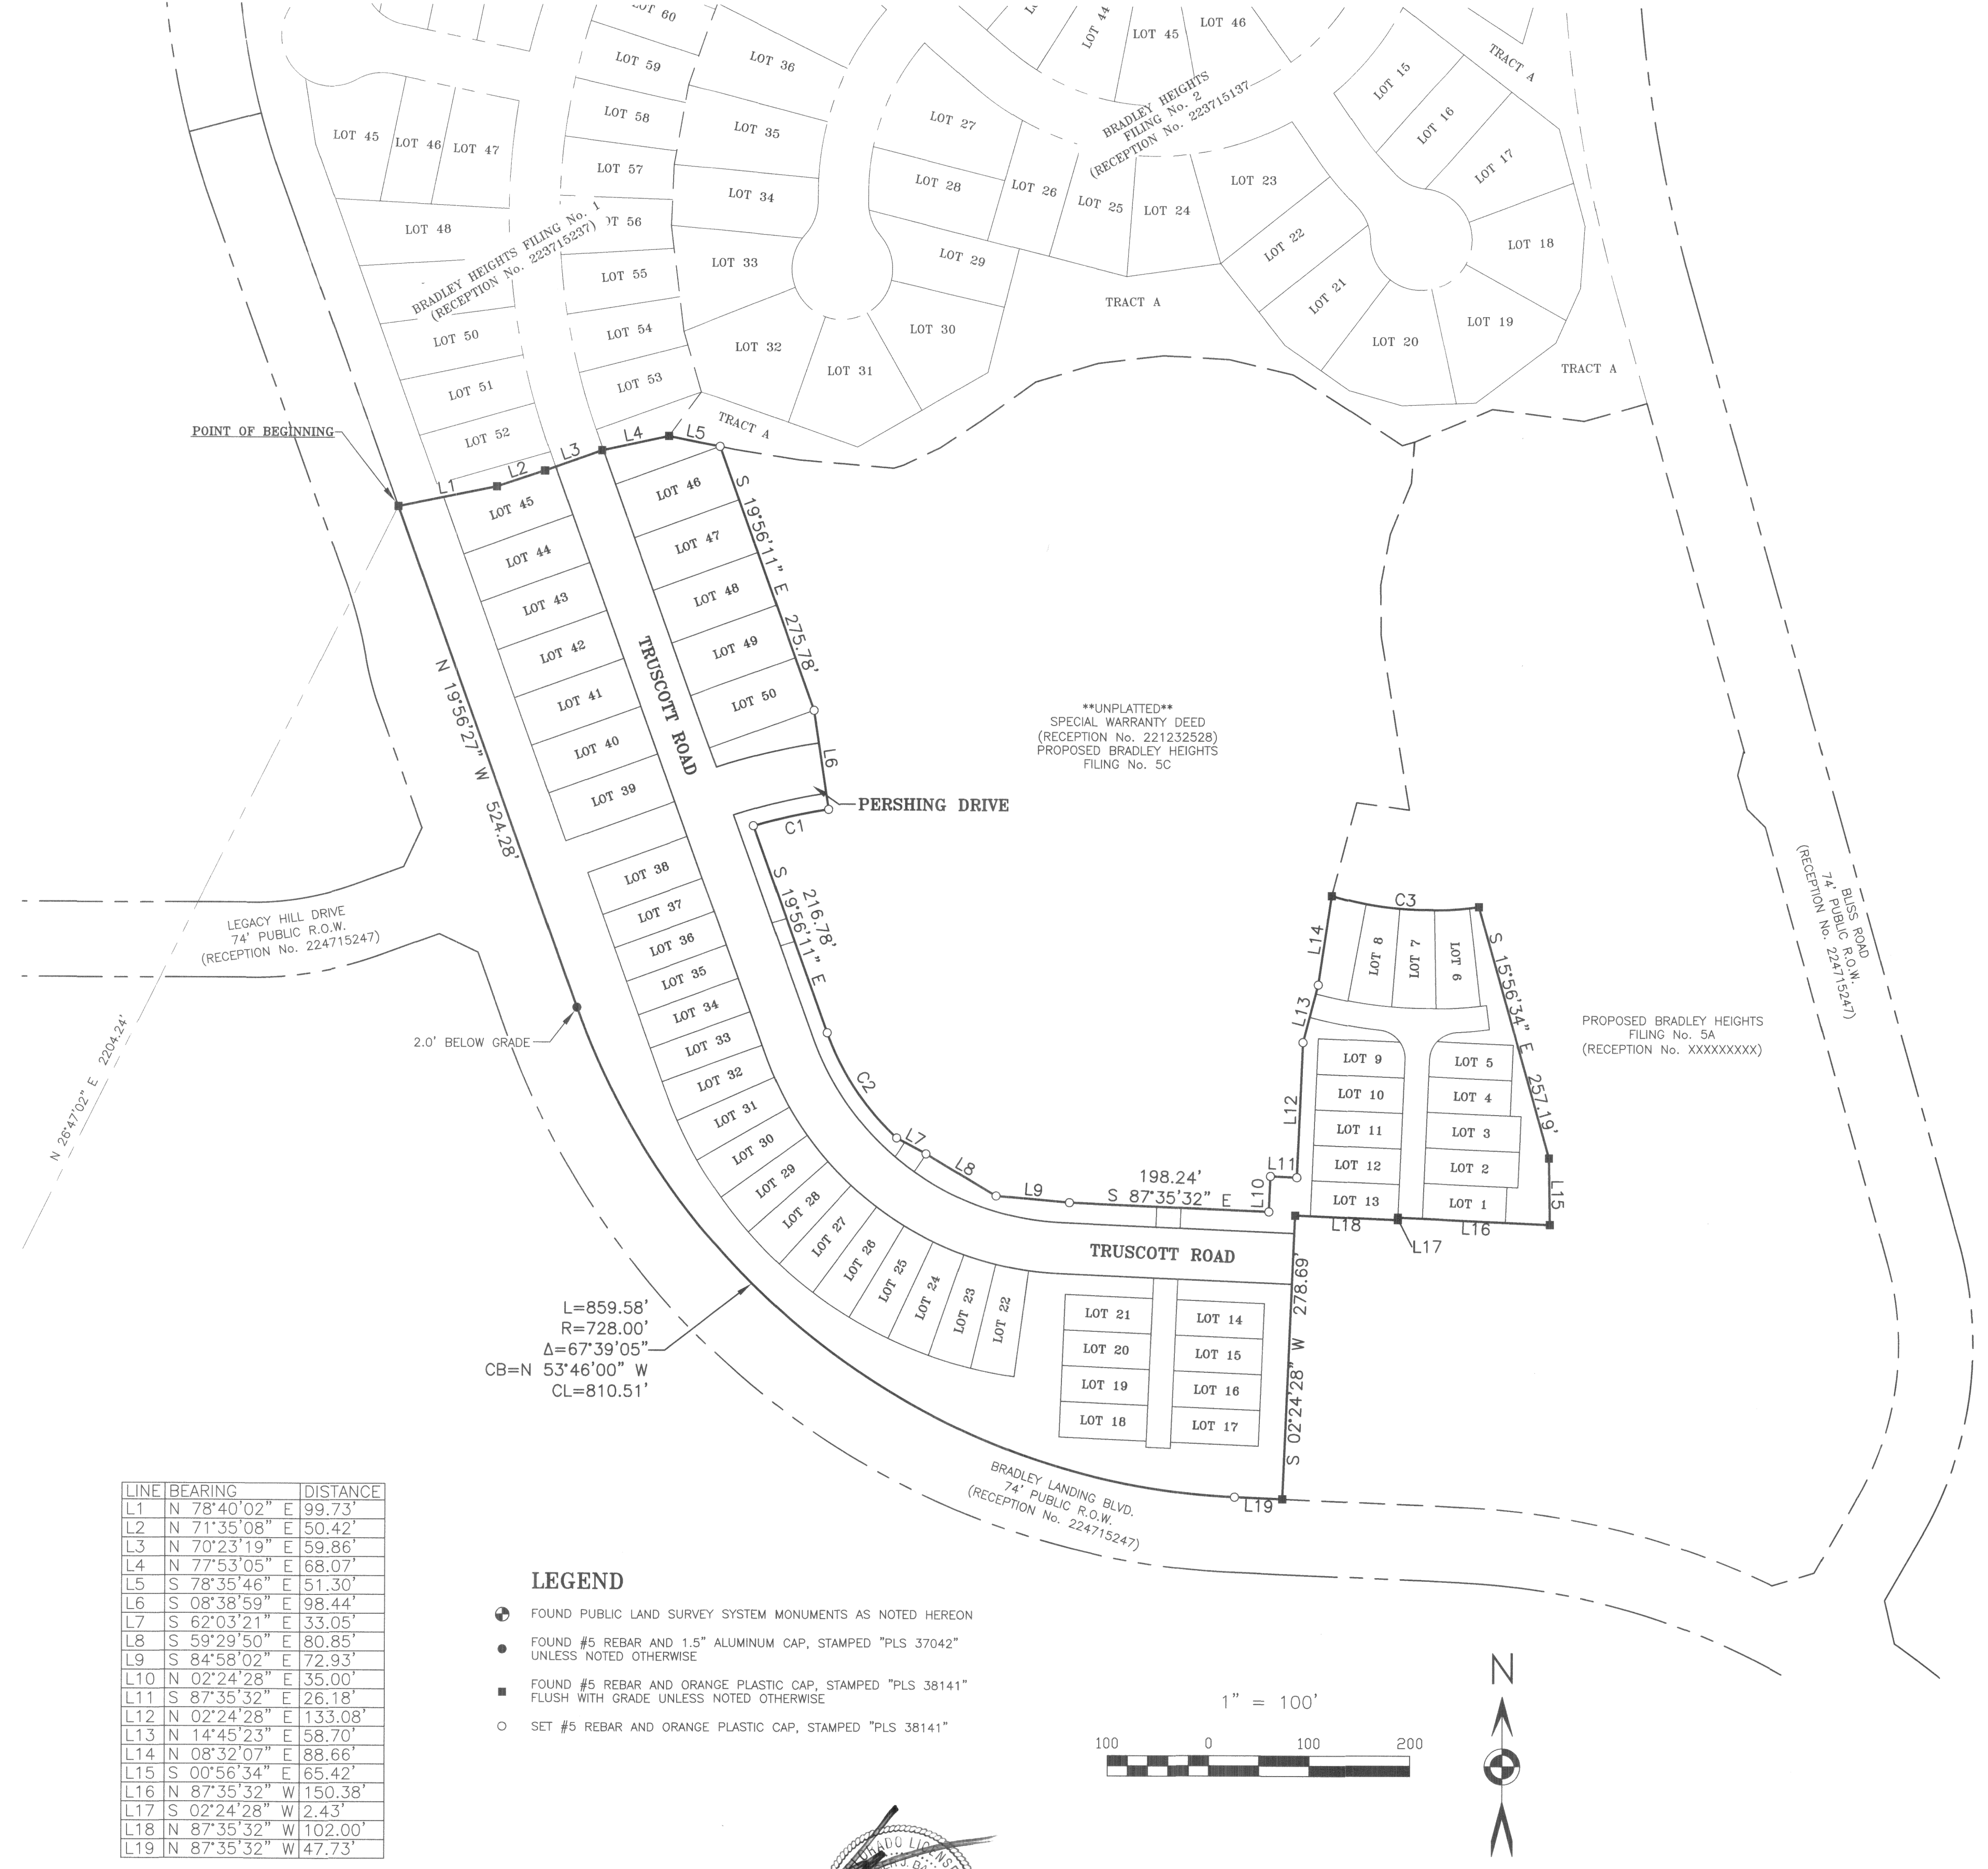 LOT 60
LOT 59
LOT 58
LOT 57
OT 56
LOT 55
LOT 54
LOT 53
LOT 36
LOT 35
LOT 34
LOT 33
LOT 32
LOT 31
LOT 30
LOT 29
LOT 28
LOT 27
LOT 26
LOT 25
LOT 24
LOT 23
LOT 22
LOT 21
LOT 20
LOT 19
LOT 18
LOT 17
LOT 16
LOT 15
LOT 44
LOT 45
LOT 46
TRACT A
TRACT A
TRACT A
TRACT A
BRADLEY HEIGHTS
FILING No. 2
(RECEPTION No. 223715137
LOT 45
LOT 46
LOT 47
LOT 48
BRADLEY HEIGHTS FILING No. 1
(RECEPTION No. 223715237)
LOT 50
LOT 51
LOT 52
POINT OF BEGINNING
L1
L2
L3
L4
L5
LOT 45
LOT 44
LOT 43
LOT 42
LOT 41
LOT 40
LOT 39
LOT 38
LOT 37
LOT 36
LOT 35
LOT 34
LOT 33
LOT 32
LOT 31
LOT 30
LOT 29
LOT 28
LOT 27
LOT 26
LOT 25
LOT 24
LOT 23
LOT 22
LOT 46
LOT 47
LOT 48
LOT 49
LOT 50
S 19°56'11" E 275.78'
TRUSCOTT ROAD
N 19°56'27" W 524.28'
L6
PERSHING DRIVE
C1
216.78'
S 19°56'11" E
C2
L7
L8
L9
198.24'
S 87°35'32" E
L10
L11
L12
L13
L14
C3
**UNPLATTED**
SPECIAL WARRANTY DEED
(RECEPTION No. 221232528)
PROPOSED BRADLEY HEIGHTS
FILING No. 5C
LOT 8
LOT 7
LOT 6
LOT 9
LOT 10
LOT 11
LOT 12
LOT 13
LOT 5
LOT 4
LOT 3
LOT 2
LOT 1
S 15°56'34" E 257.19'
L15
L16
L17
L18
PROPOSED BRADLEY HEIGHTS
FILING No. 5A
(RECEPTION No. XXXXXXXXX)
BLISS ROAD
74' PUBLIC R.O.W.
(RECEPTION No. 224715247)
LEGACY HILL DRIVE
74' PUBLIC R.O.W.
(RECEPTION No. 224715247)
2.0' BELOW GRADE
N 26°47'02" E 2204.24'
TRUSCOTT ROAD
S 02°24'28" W 278.69'
LOT 21
LOT 20
LOT 19
LOT 18
LOT 14
LOT 15
LOT 16
LOT 17
L=859.58'
R=728.00'
Δ=67°39'05"
CB=N 53°46'00" W
CL=810.51'
BRADLEY LANDING BLVD.
74' PUBLIC R.O.W.
(RECEPTION No. 224715247)
L19
LINE BEARING DISTANCE
L1 N 78°40'02" E 99.73'
L2 N 71°35'08" E 50.42'
L3 N 70°23'19" E 59.86'
L4 N 77°53'05" E 68.07'
L5 S 78°35'46" E 51.30'
L6 S 08°38'59" E 98.44'
L7 S 62°03'21" E 33.05'
L8 S 59°29'50" E 80.85'
L9 S 84°58'02" E 72.93'
L10 N 02°24'28" E 35.00'
L11 S 87°35'32" E 26.18'
L12 N 02°24'28" E 133.08'
L13 N 14°45'23" E 58.70'
L14 N 08°32'07" E 88.66'
L15 S 00°56'34" E 65.42'
L16 N 87°35'32" W 150.38'
L17 S 02°24'28" W 2.43'
L18 N 87°35'32" W 102.00'
L19 N 87°35'32" W 47.73'
LEGEND
FOUND PUBLIC LAND SURVEY SYSTEM MONUMENTS AS NOTED HEREON
FOUND #5 REBAR AND 1.5" ALUMINUM CAP, STAMPED "PLS 37042"
UNLESS NOTED OTHERWISE
FOUND #5 REBAR AND ORANGE PLASTIC CAP, STAMPED "PLS 38141"
FLUSH WITH GRADE UNLESS NOTED OTHERWISE
SET #5 REBAR AND ORANGE PLASTIC CAP, STAMPED "PLS 38141"
1" = 100'
100 0 100 200
N